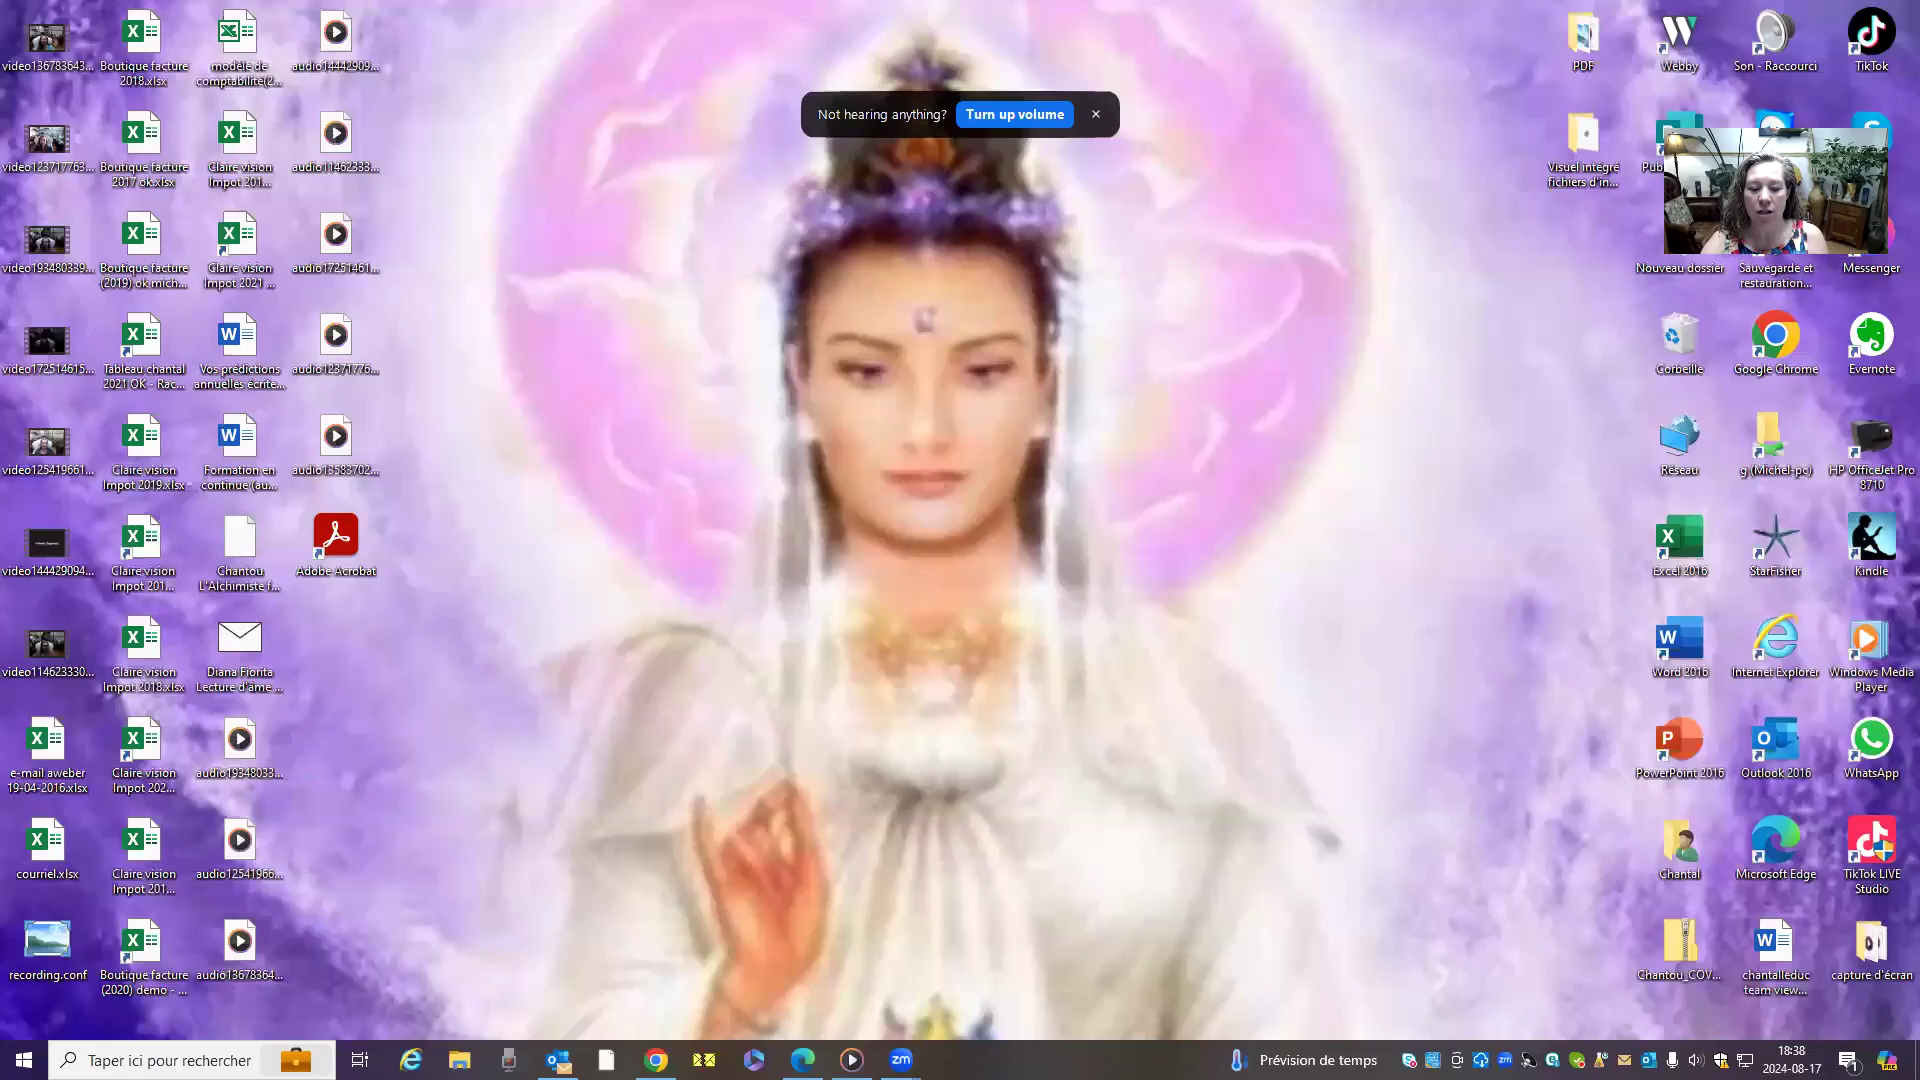 Not hearing anything? Turn up volume
video136783643...
Boutique facture
2018.xlsx
modèle de
comptabilité(2...
audio14442909...
video123717763...
Boutique facture
2017 ok.xlsx
Claire vision
Impot 201...
audio11462333...
video193480339...
Boutique facture
(2019) ok mich...
Claire vision
Impot 2021 ...
audio17251461...
video172514615...
Tableau chantal
2021 OK - Rac...
Vos prédictions
annuelles écrite...
audio12371776...
video125419661...
Claire vision
Impot 2019.xlsx
Formation en
continue (au...
audio13583702...
video144429094...
Claire vision
Impot 201...
Chantou
L'Alchimiste f...
Adobe Acrobat
video114623330...
Claire vision
Impot 2018.xlsx
Diana Fiorita
Lecture d'âme ...
e-mail aweber
19-04-2016.xlsx
Claire vision
Impot 202...
audio19348033...
courriel.xlsx
Claire vision
Impot 201...
audio12541966...
recording.conf
Boutique facture
(2020) demo - ...
audio13678364...
PDF
Webby
Son - Raccourci
TikTok
Visuel intégré
fichiers d'in...
Nouveau dossier
Sauvegarde et
restauration...
Messenger
Corbeille
Google Chrome
Evernote
Réseau
g (Michel-pc)
HP OfficeJet Pro
8710
Excel 2016
StarFisher
Kindle
Word 2016
Internet Explorer
Windows Media
Player
PowerPoint 2016
Outlook 2016
WhatsApp
Chantal
Microsoft Edge
TikTok LIVE
Studio
Chantou_COV...
chantalleduc
team view...
capture d'écran
Taper ici pour rechercher
zm
Prévision de temps
18:38
2024-08-17